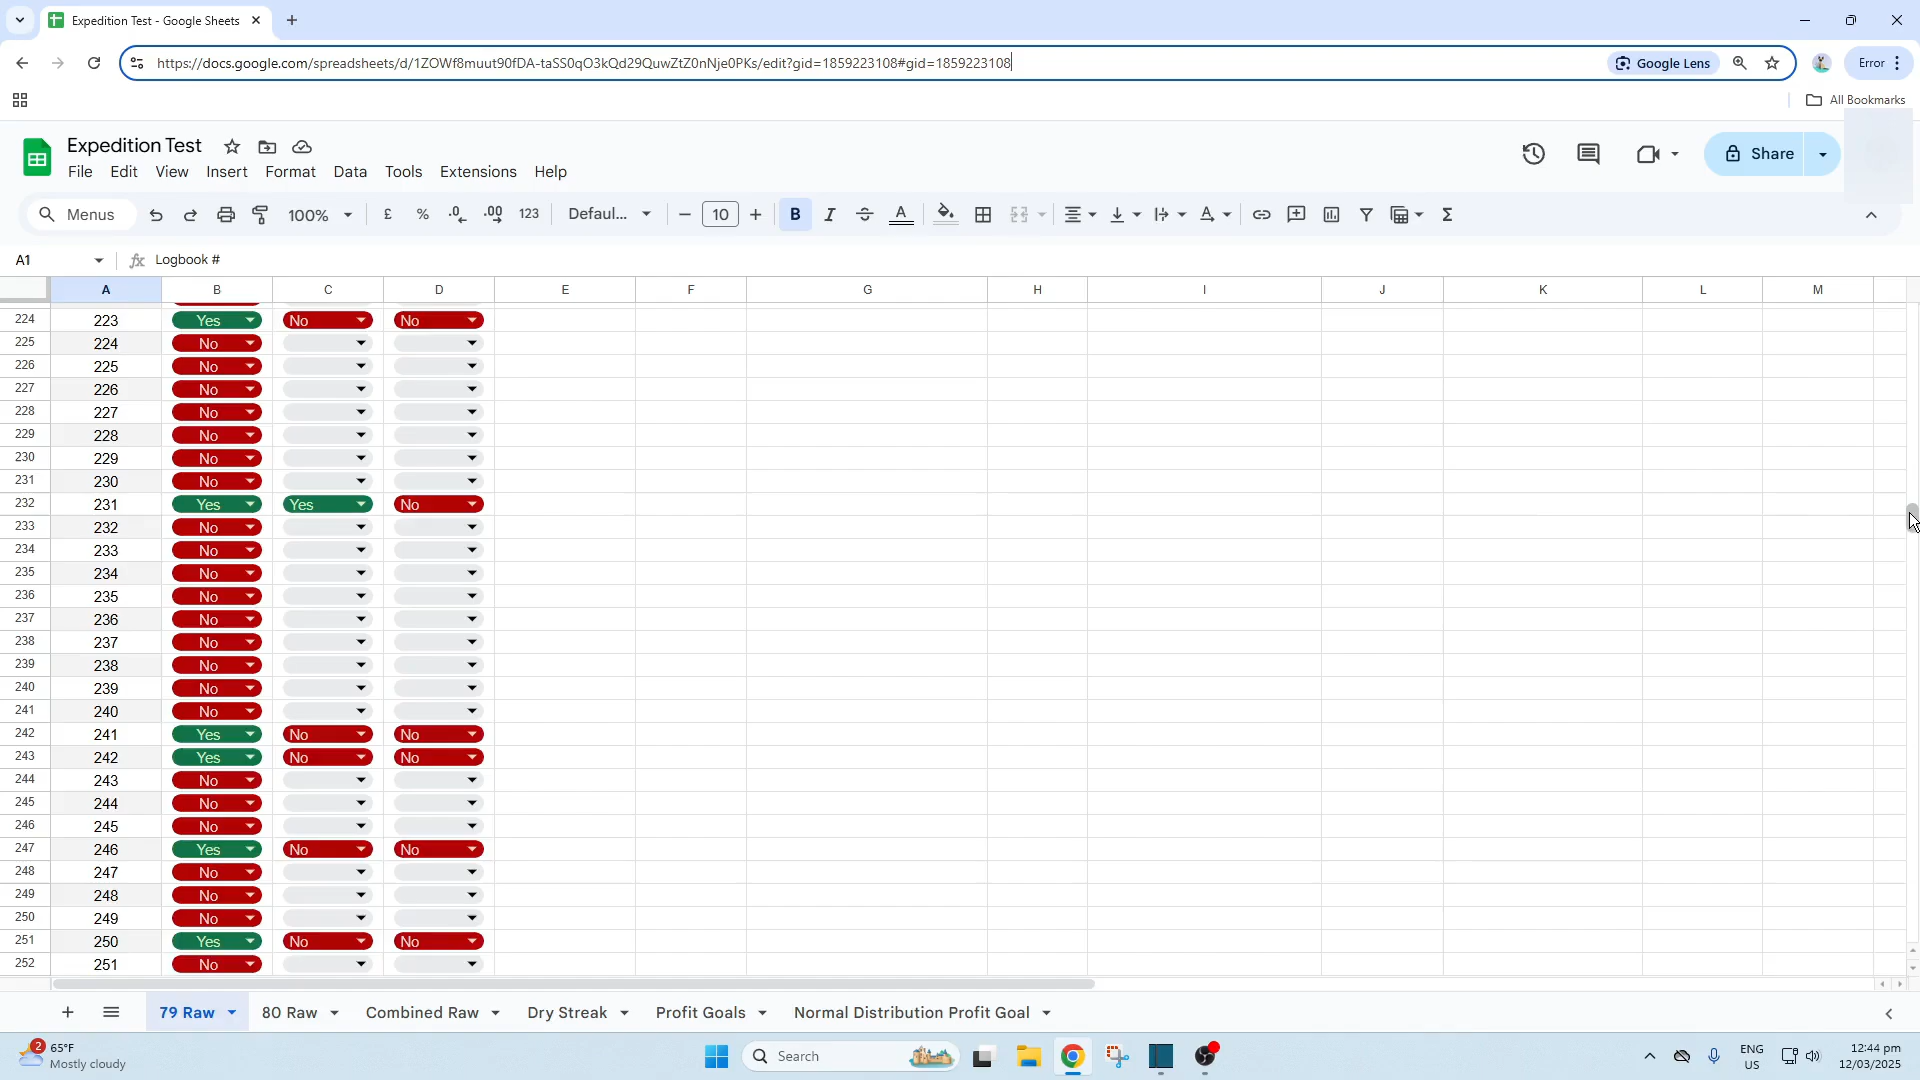 Expedition Test - Google Sheets
https://docs.google.com/spreadsheets/d/1ZOWf8muut90fDA-taSS0qO3kQd29QuwZtZ0nNje0PKs/edit?gid=1859223108#gid=1859223108
Google Lens
Error
All Bookmarks
Expedition Test
File Edit View Insert Format Data Tools Extensions Help
Share
Menus 100% £ % .0 .00 123 Defaul... 10 B I A
A1 fx Logbook #
A B C D E F G H I J K L M
224 223 Yes No No
225 224 No
226 225 No
227 226 No
228 227 No
229 228 No
230 229 No
231 230 No
232 231 Yes Yes No
233 232 No
234 233 No
235 234 No
236 235 No
237 236 No
238 237 No
239 238 No
240 239 No
241 240 No
242 241 Yes No No
243 242 Yes No No
244 243 No
245 244 No
246 245 No
247 246 Yes No No
248 247 No
249 248 No
250 249 No
251 250 Yes No No
252 251 No
79 Raw 80 Raw Combined Raw Dry Streak Profit Goals Normal Distribution Profit Goal
2 65°F
Mostly cloudy
Search
ENG
US
12:44 pm
12/03/2025